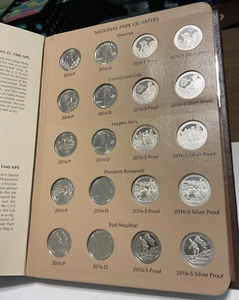 NATIONAL PARK QUARTERS
Shawnee
2016-P
2016-D
2016-S Proof
2016-S Silver Proof
Cumberland Gap
2016-P
2016-D
2016-S Proof
2016-S Silver Proof
Harpers Ferry
2016-P
2016-D
2016-S Proof
2016-S Silver Proof
Theodore Roosevelt
2016-P
2016-D
2016-S Proof
2016-S Silver Proof
Fort Moultrie
2016-P
2016-D
2016-S Proof
2016-S Silver Proof